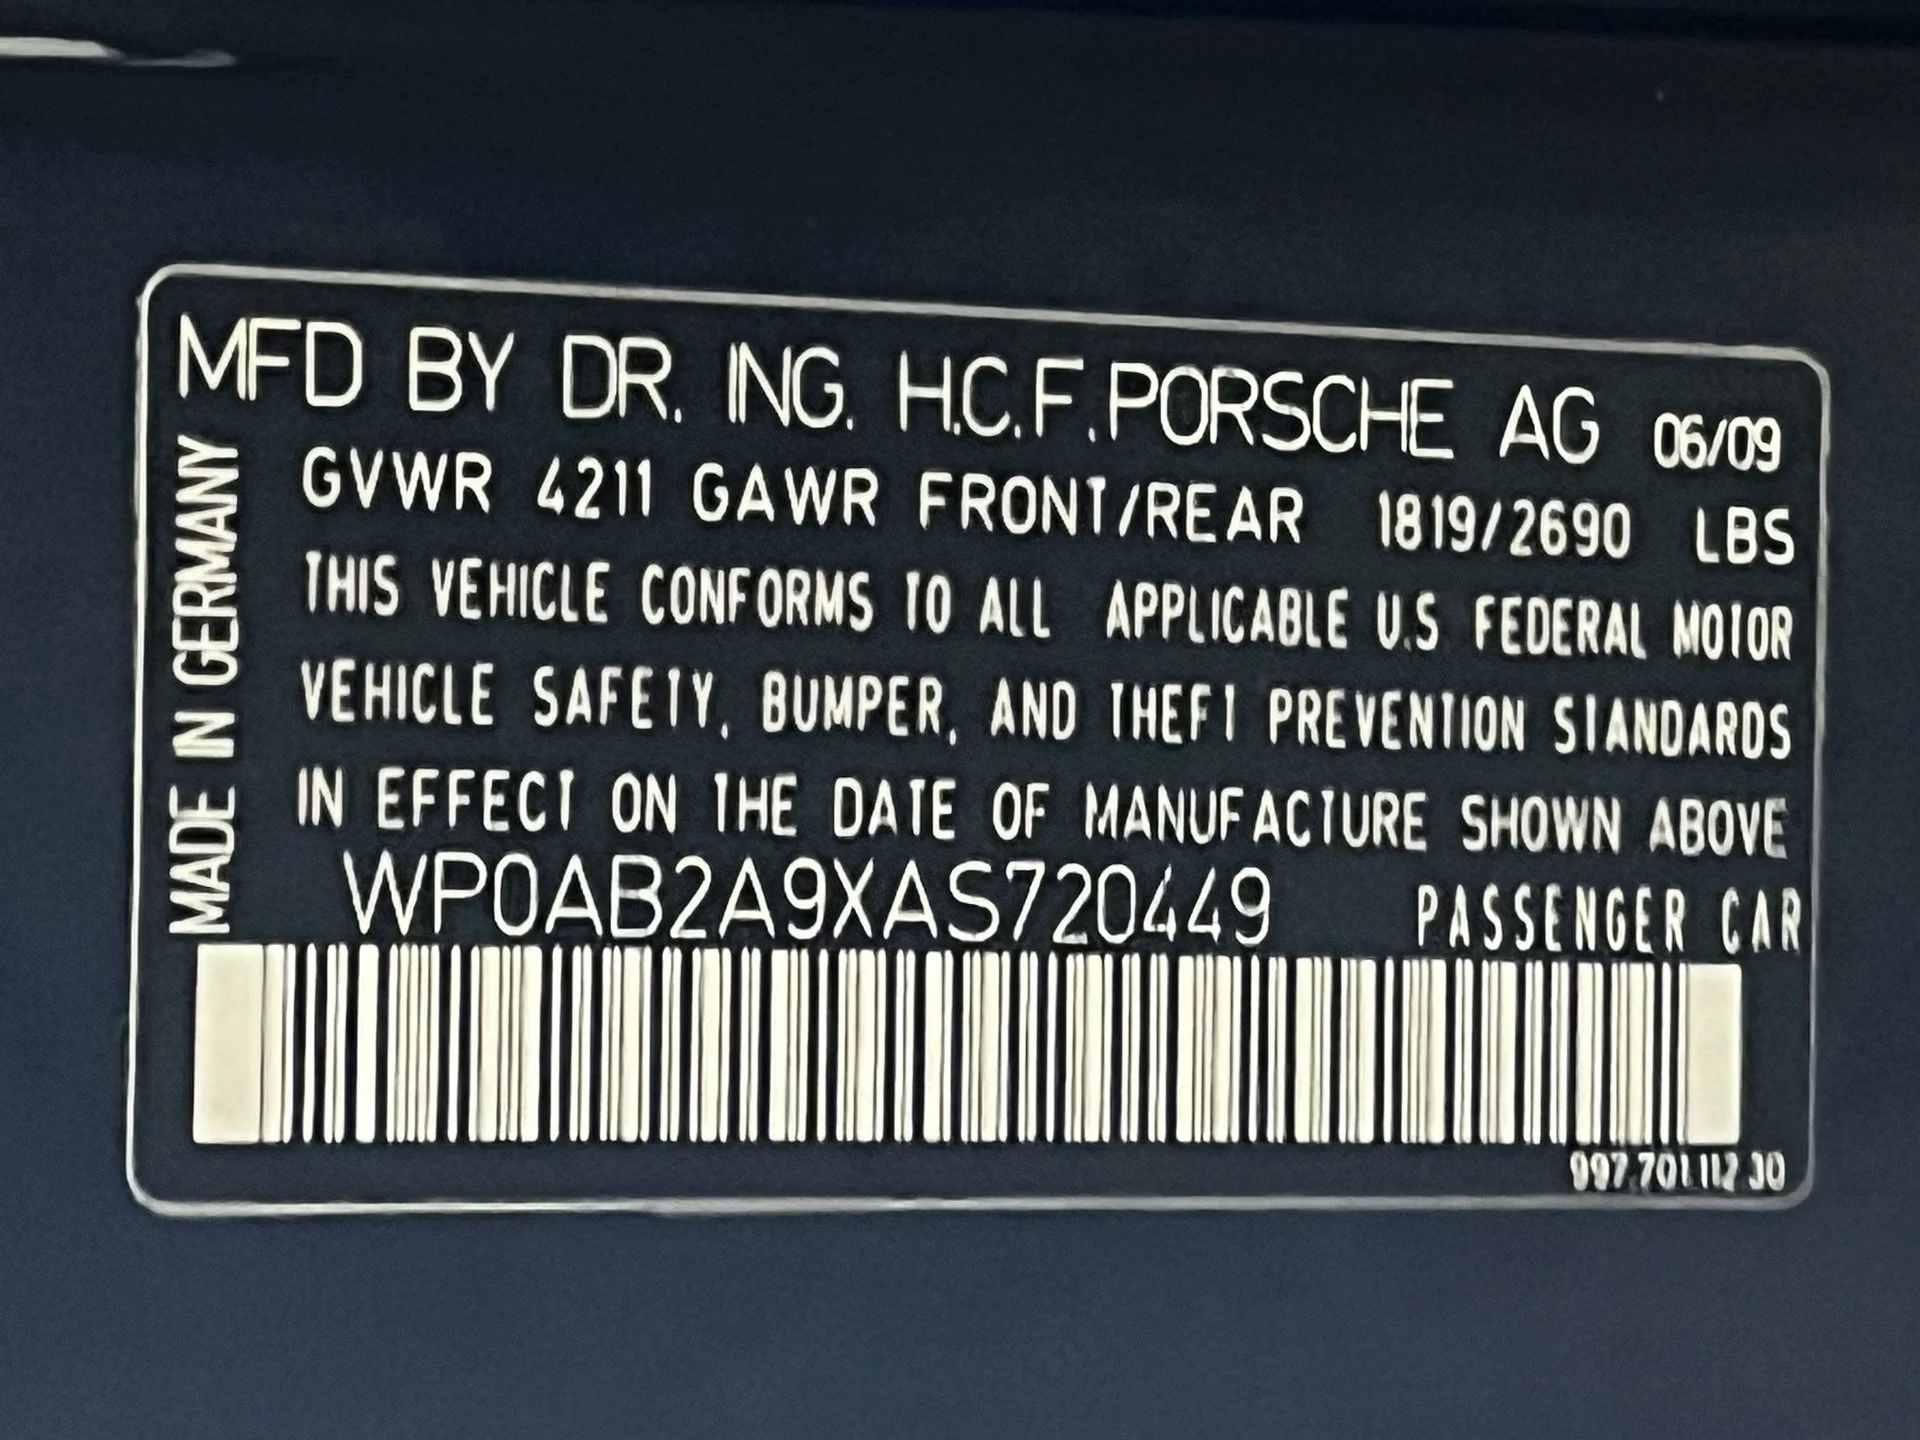 MFD BY DR. ING. H.C.F.PORSCHE AG 06/09
GVWR 4211 GAWR FRONT/REAR 1819/2690 LBS
THIS VEHICLE CONFORMS TO ALL APPLICABLE U.S FEDERAL MOTOR
VEHICLE SAFETY, BUMPER, AND THEFT PREVENTION STANDARDS
IN EFFECT ON THE DATE OF MANUFACTURE SHOWN ABOVE
WP0AB2A9XAS720449 PASSENGER CAR
997.701.112 30
MADE IN GERMANY